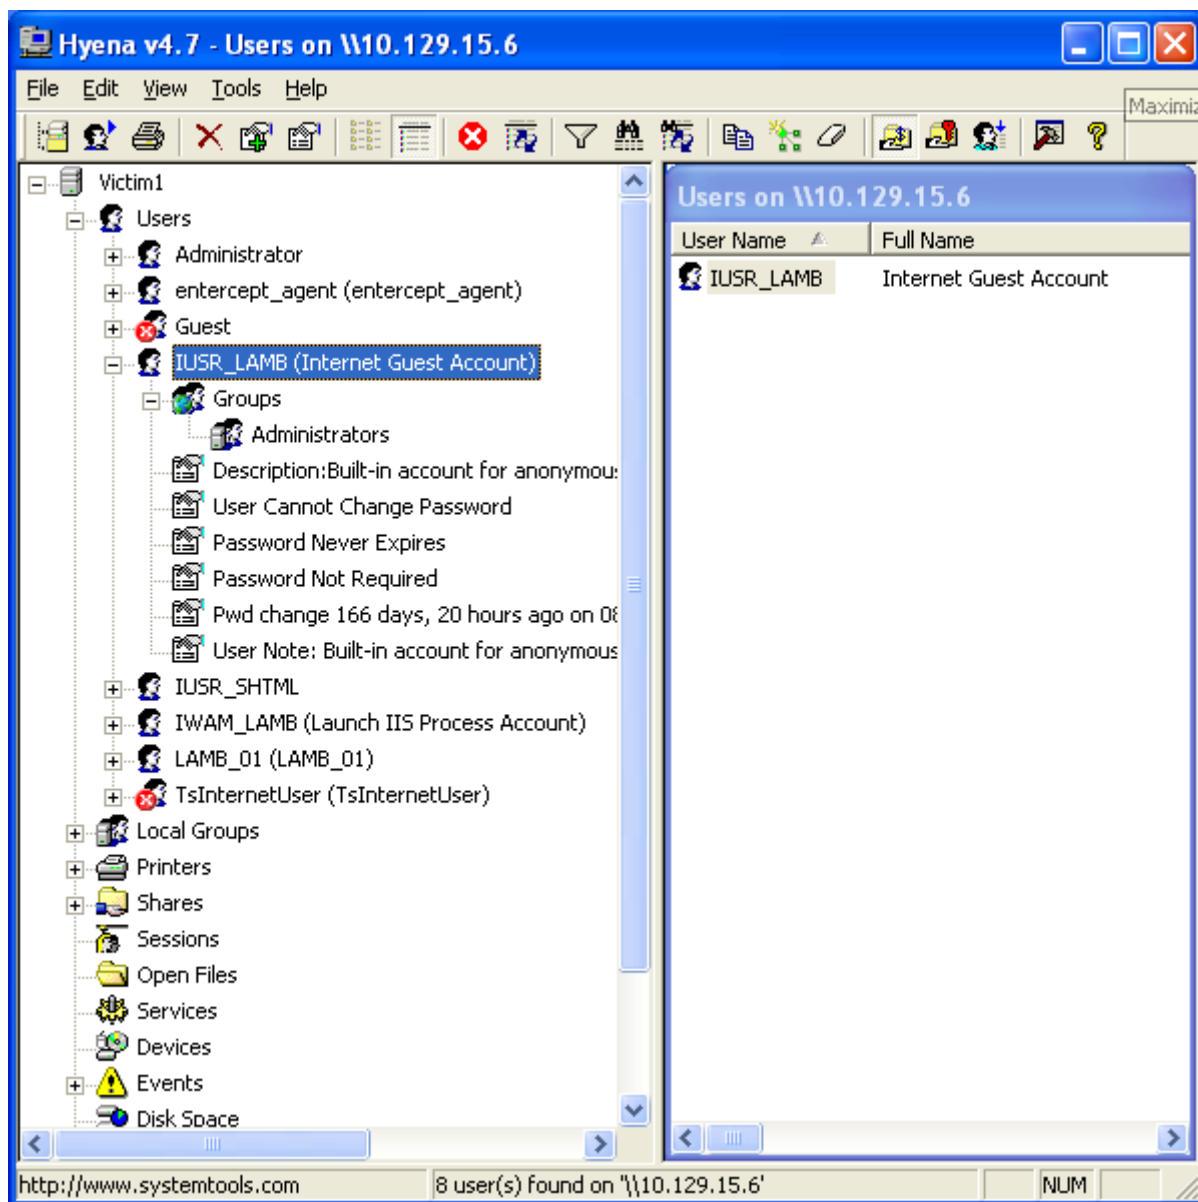 Hyena v4.7 - Users on \\10.129.15.6
File Edit View Tools Help
Maximiz
Victim1
Users
Administrator
entercept_agent (entercept_agent)
Guest
IUSR_LAMB (Internet Guest Account)
Groups
Administrators
Description:Built-in account for anonymou
User Cannot Change Password
Password Never Expires
Password Not Required
Pwd change 166 days, 20 hours ago on 08
User Note: Built-in account for anonymous
IUSR_SHTML
IWAM_LAMB (Launch IIS Process Account)
LAMB_01 (LAMB_01)
TsInternetUser (TsInternetUser)
Local Groups
Printers
Shares
Sessions
Open Files
Services
Devices
Events
Disk Space
Users on \\10.129.15.6
User Name Full Name
IUSR_LAMB Internet Guest Account
http://www.systemtools.com 8 user(s) found on '\\10.129.15.6' NUM